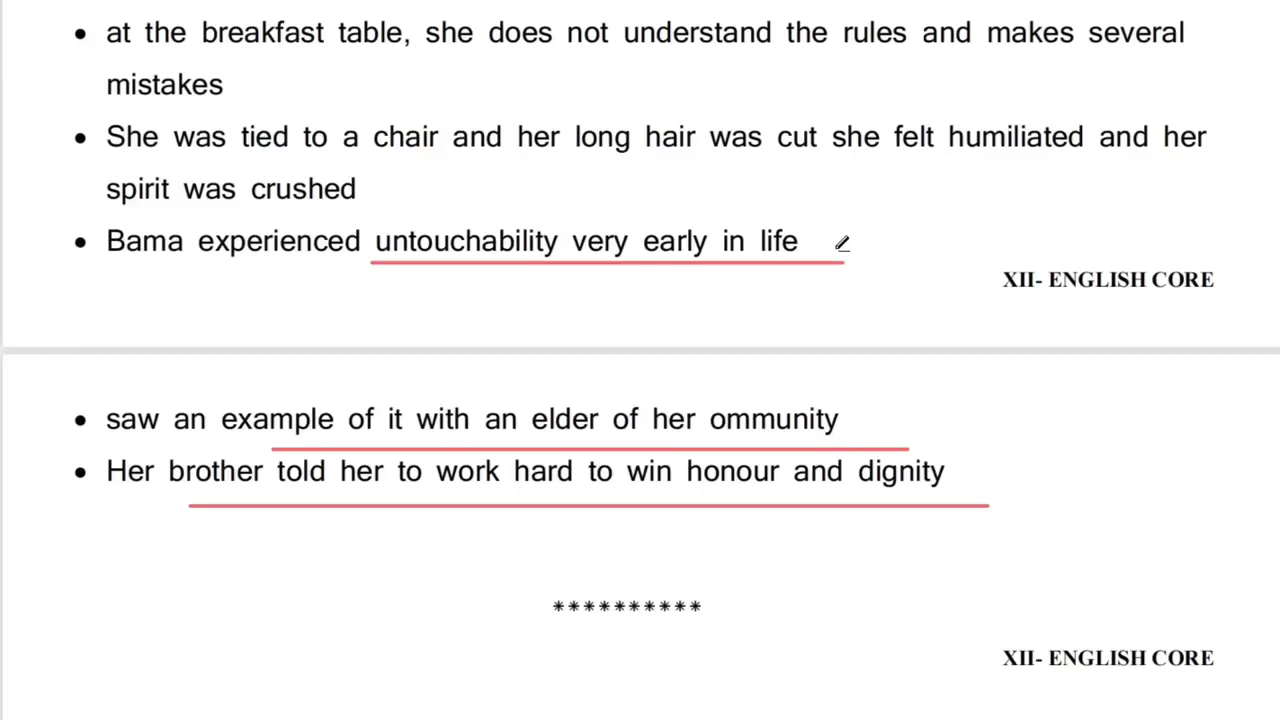 • at the breakfast table, she does not understand the rules and makes several
mistakes
• She was tied to a chair and her long hair was cut she felt humiliated and her
spirit was crushed
• Bama experienced untouchability very early in life
XII- ENGLISH CORE
• saw an example of it with an elder of her ommunity
• Her brother told her to work hard to win honour and dignity
**********
XII- ENGLISH CORE